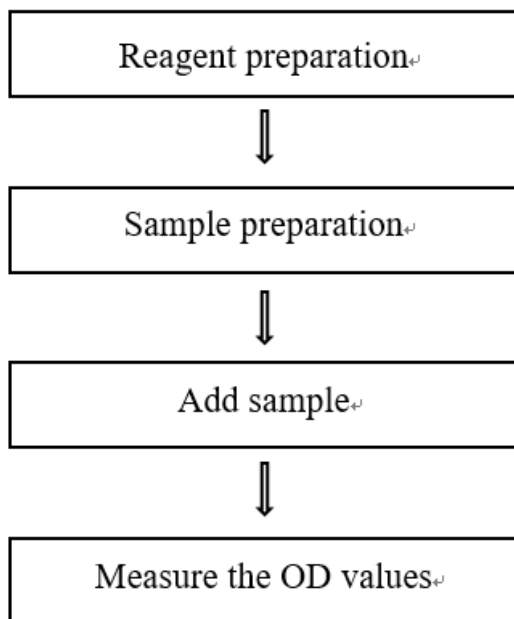 Reagent preparation
Sample preparation
Add sample
Measure the OD values